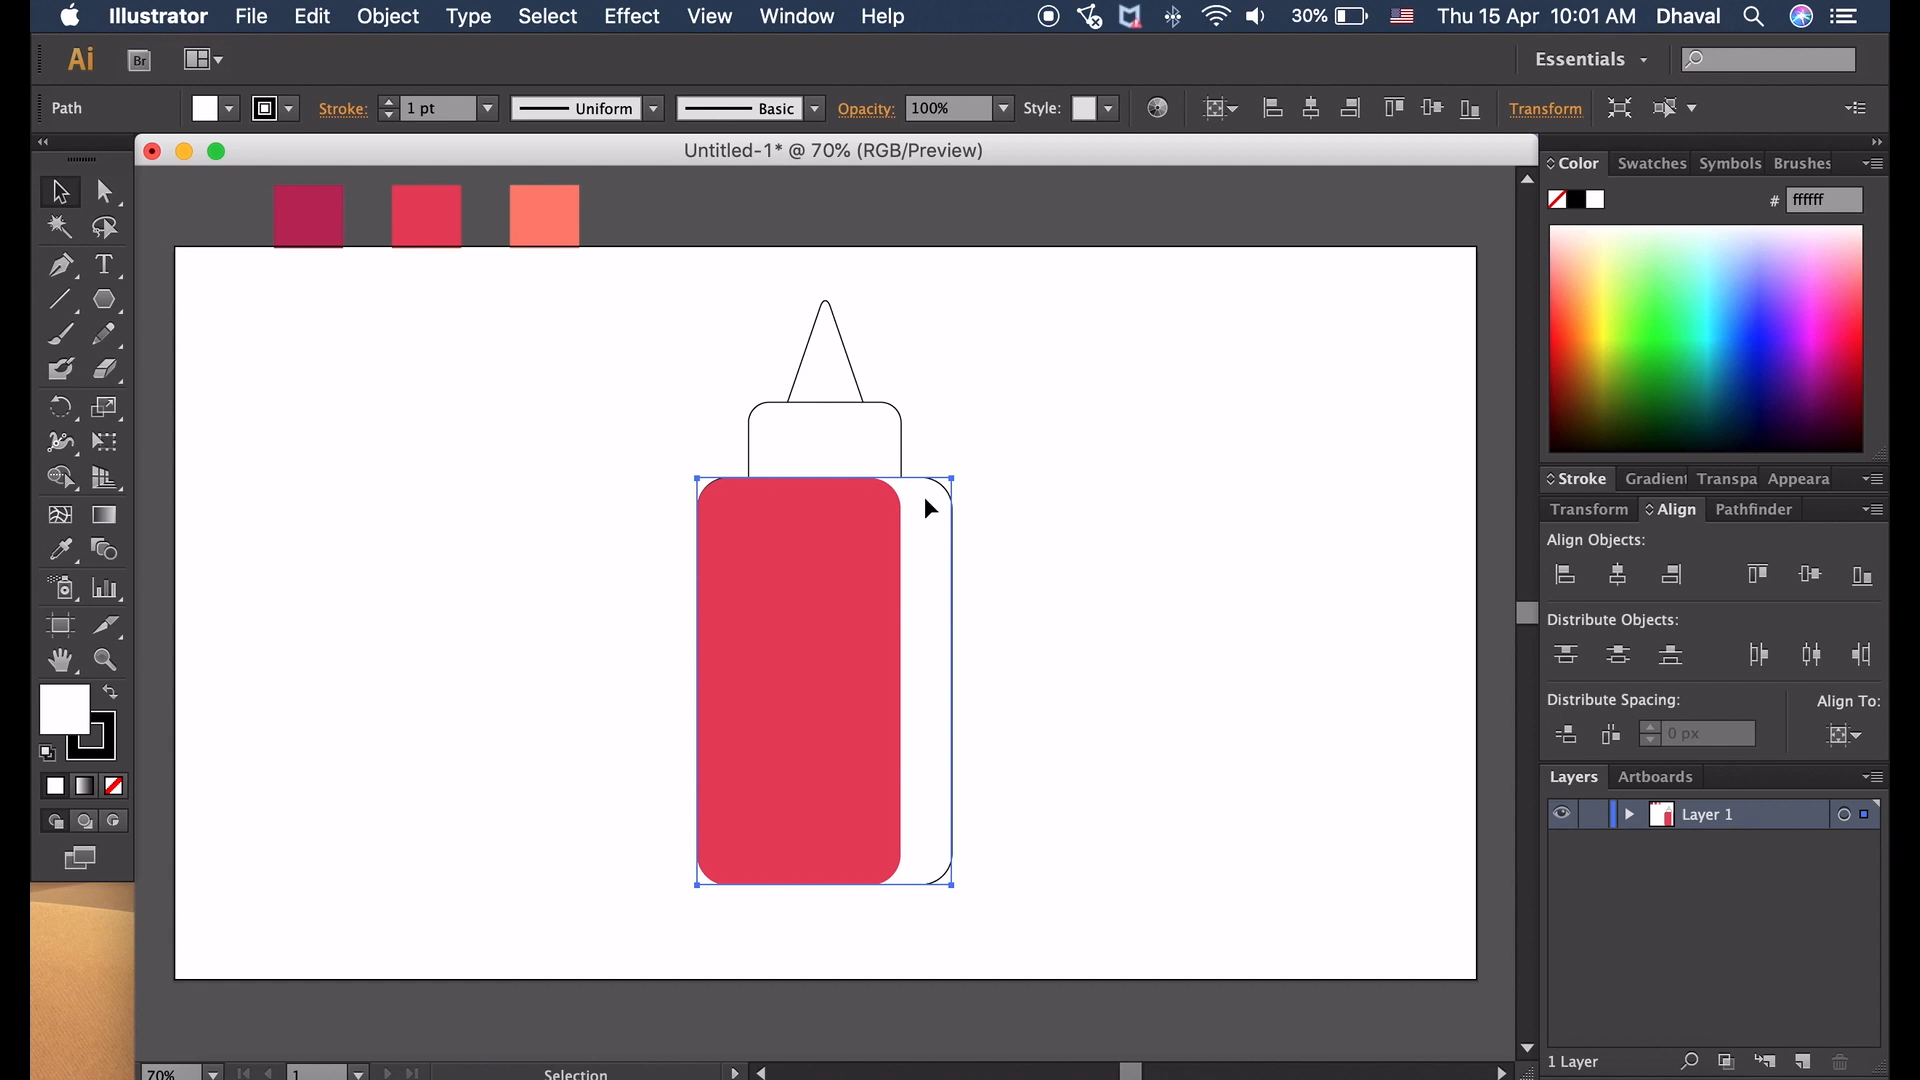 Illustrator File Edit Object Type Select Effect View Window Help 30% Thu 15 Apr 10:01 AM Dhaval
Ai Br Essentials
Path Stroke: 1 pt Uniform Basic Opacity: 100% Style: Transform
Untitled-1* @ 70% (RGB/Preview)
Color Swatches Symbols Brushes
# ffffff
Stroke Gradient Transpa Appeara
Transform Align Pathfinder
Align Objects:
Distribute Objects:
Distribute Spacing: Align To:
0 px
Layers Artboards
Layer 1
1 Layer
70% 1 Selection